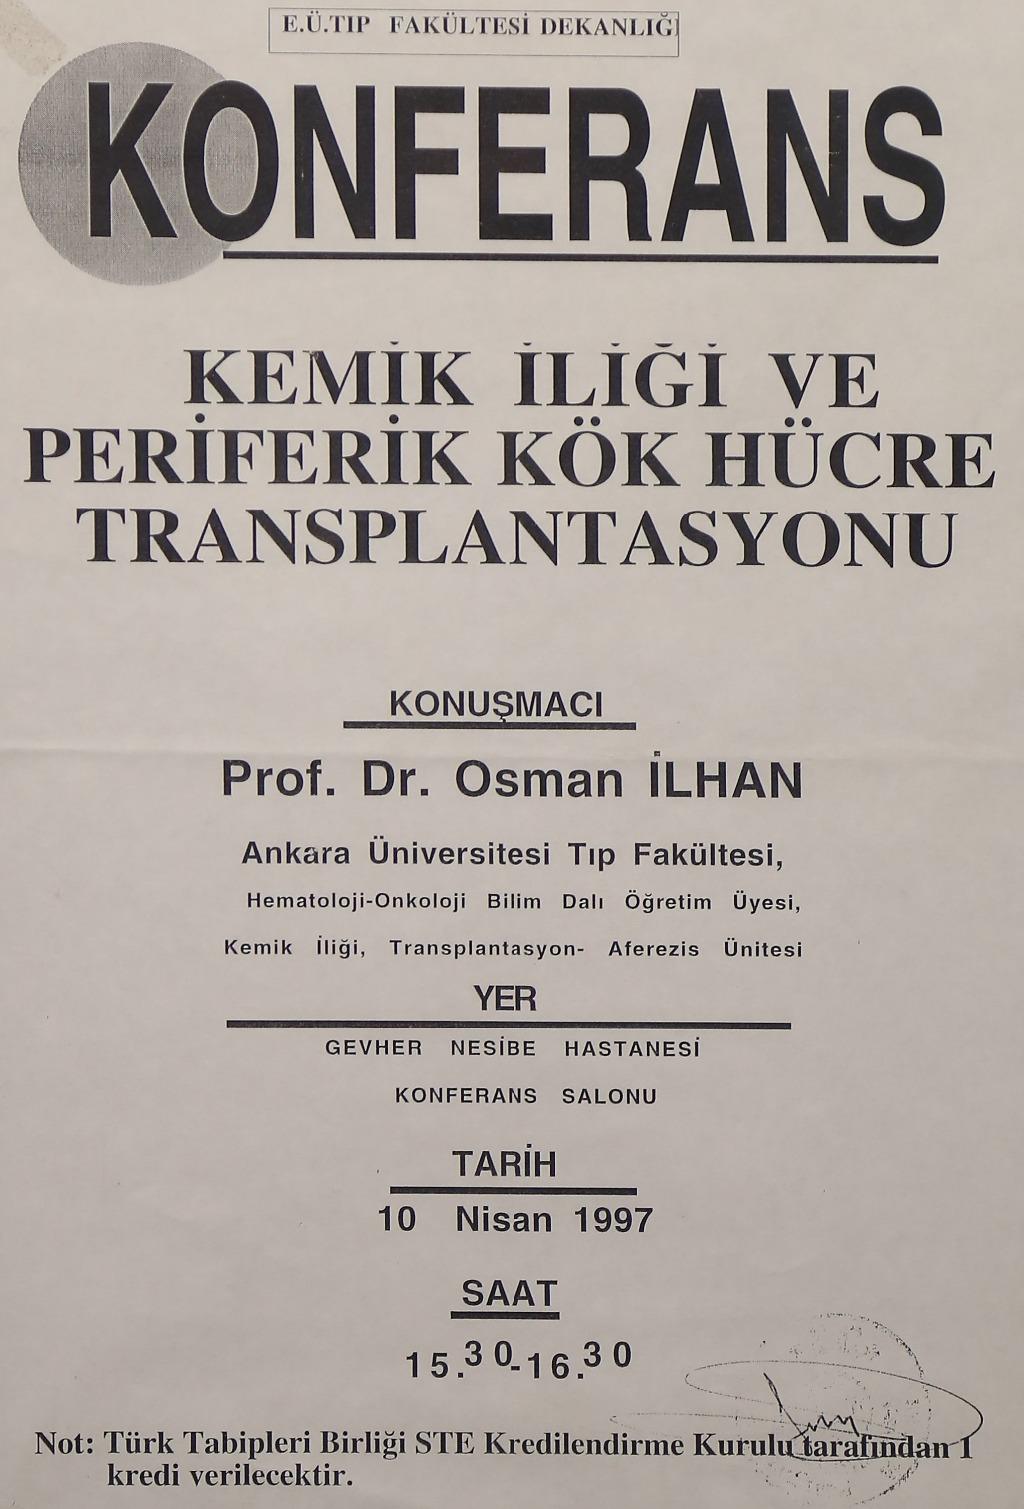 E.Ü.TIP FAKÜLTESİ DEKANLIĞI
KONFERANS
KEMİK İLİĞİ VE
PERİFERİK KÖK HÜCRE
TRANSPLANTASYONU
KONUŞMACI
Prof. Dr. Osman İLHAN
Ankara Üniversitesi Tıp Fakültesi,
Hematoloji-Onkoloji Bilim Dalı Öğretim Üyesi,
Kemik İliği, Transplantasyon- Aferezis Ünitesi
YER
GEVHER NESİBE HASTANESİ
KONFERANS SALONU
TARİH
10 Nisan 1997
SAAT
15.30-16.30
Not: Türk Tabipleri Birliği STE Kredilendirme Kurulu tarafından 1
kredi verilecektir.